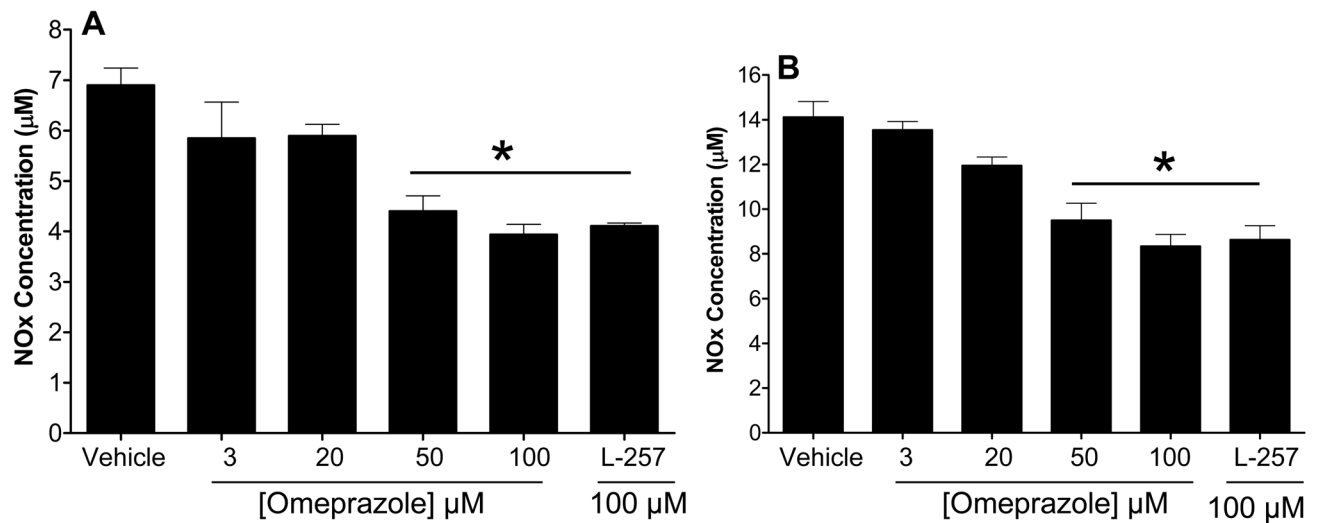 A
NOx Concentration (μM)
8
7
6
5
4
3
2
1
0
*
Vehicle 3 20 50 100 L-257
[Omeprazole] μM 100 μM
B
NOx Concentration (μM)
16
14
12
10
8
6
4
2
0
*
Vehicle 3 20 50 100 L-257
[Omeprazole] μM 100 μM